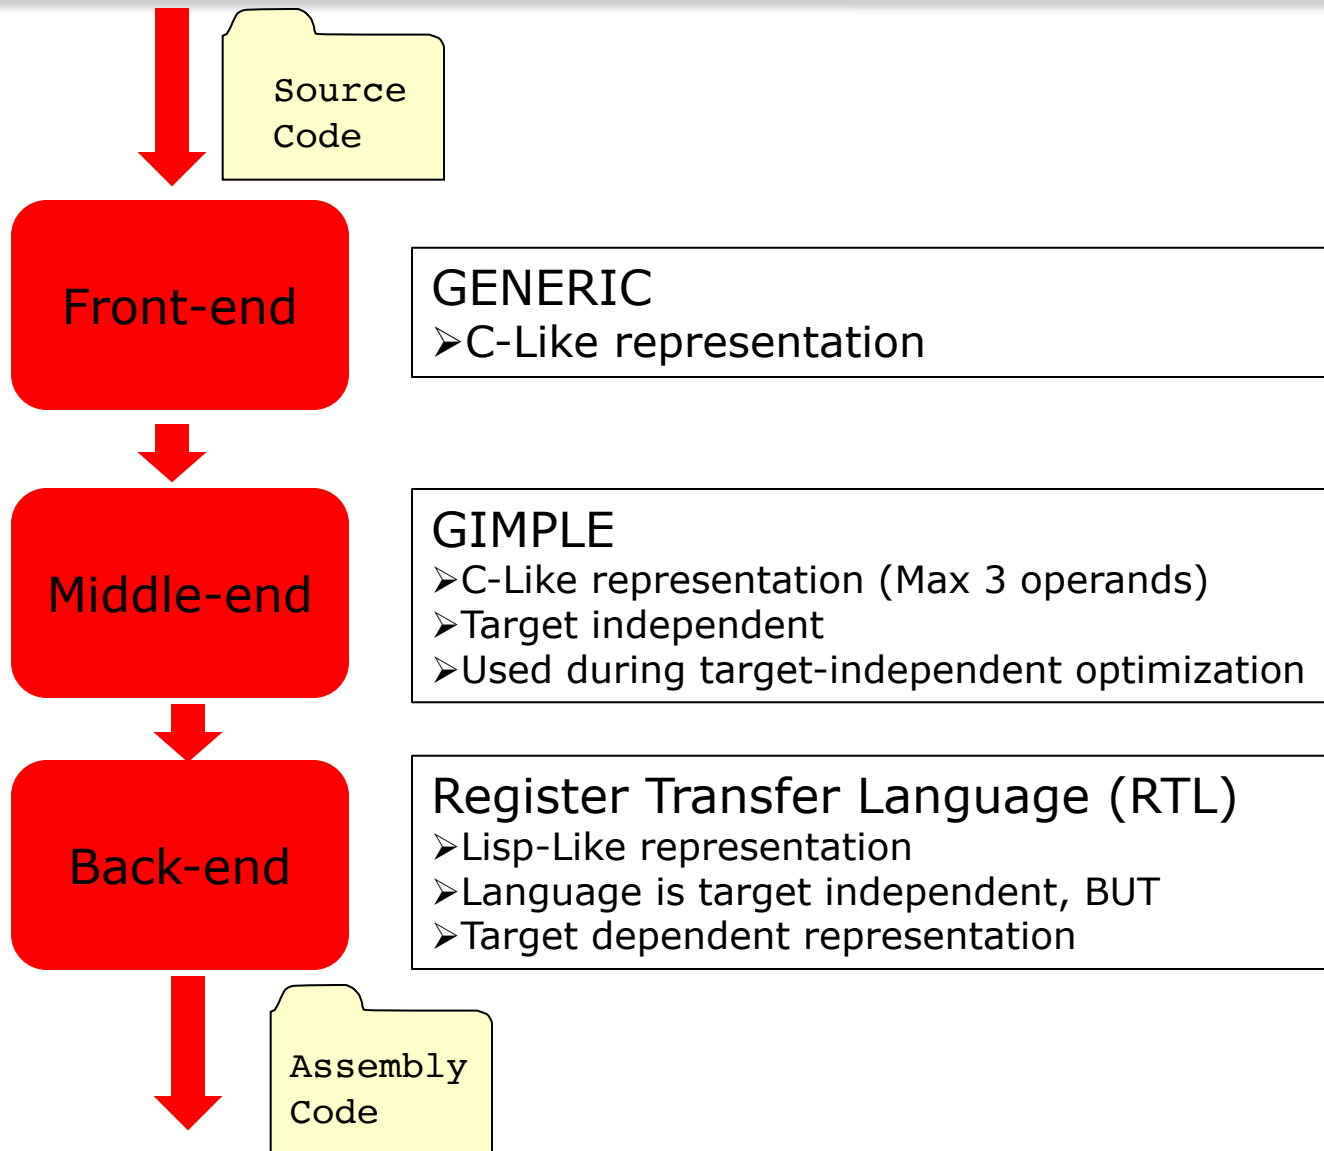 Source
Code
Front-end
GENERIC
➢C-Like representation
Middle-end
GIMPLE
➢C-Like representation (Max 3 operands)
➢Target independent
➢Used during target-independent optimization
Back-end
Register Transfer Language (RTL)
➢Lisp-Like representation
➢Language is target independent, BUT
➢Target dependent representation
Assembly
Code